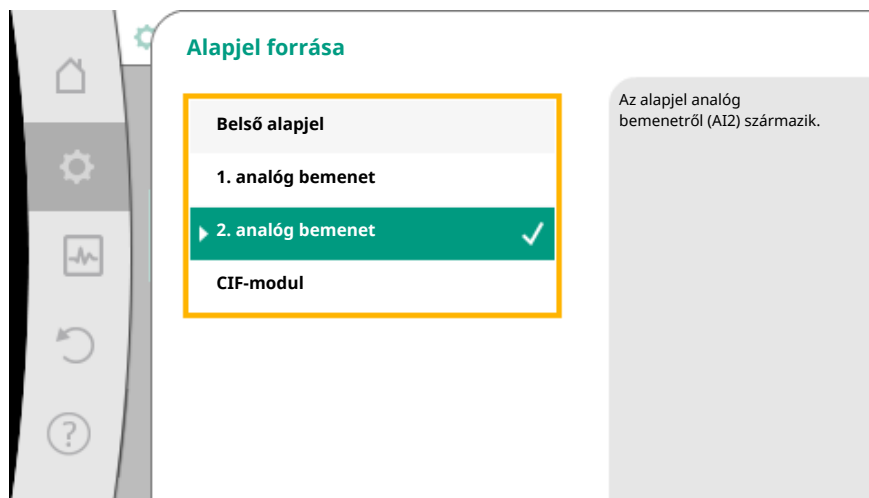 Alapjel forrása
Belső alapjel
1. analóg bemenet
2. analóg bemenet
CIF-modul
Az alapjel analóg
bemenetről (AI2) származik.
?